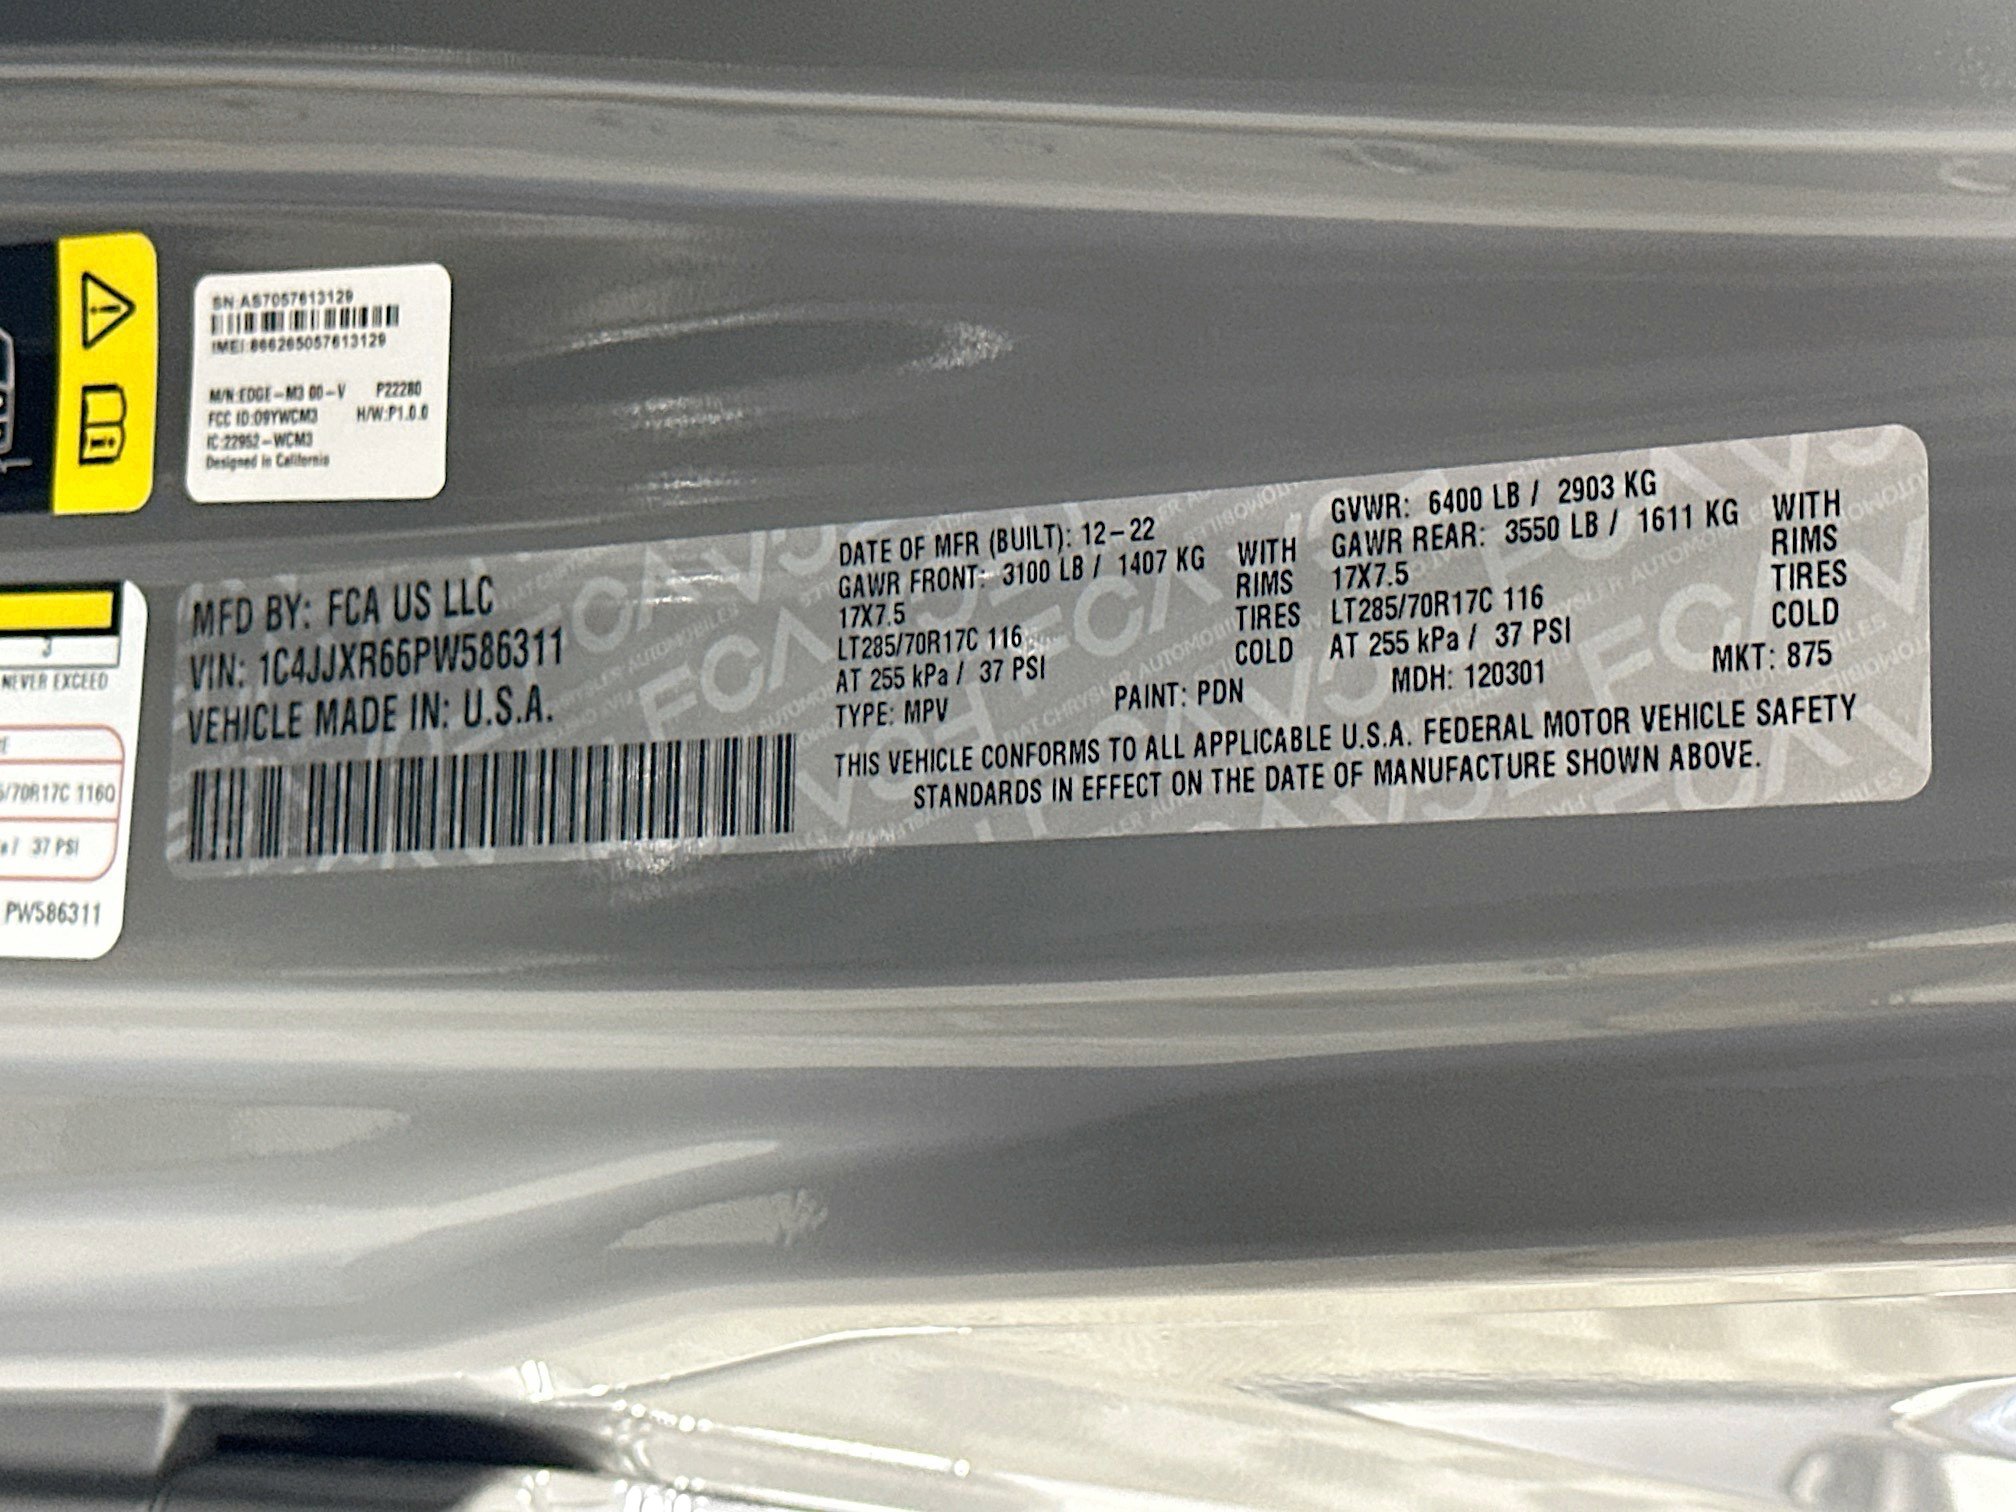 SN:AS7057613129
IMEI:866265057613129
M/N:EDGE-M3 00-V P22280
FCC ID:O9YWCM3 H/W:P1.0.0
IC:22952-WCM3
Designed in California
3
NEVER EXCEED
/70R17C 116Q
37 PSI
PW586311
MFD BY: FCA US LLC
VIN: 1C4JJXR66PW586311
VEHICLE MADE IN: U.S.A.
DATE OF MFR (BUILT): 12-22 GVWR: 6400 LB / 2903 KG
GAWR FRONT: 3100 LB / 1407 KG WITH GAWR REAR: 3550 LB / 1611 KG WITH
17X7.5 RIMS 17X7.5 RIMS
LT285/70R17C 116 TIRES LT285/70R17C 116 TIRES
AT 255 kPa / 37 PSI COLD AT 255 kPa / 37 PSI COLD
TYPE: MPV PAINT: PDN MDH: 120301 MKT: 875
THIS VEHICLE CONFORMS TO ALL APPLICABLE U.S.A. FEDERAL MOTOR VEHICLE SAFETY
STANDARDS IN EFFECT ON THE DATE OF MANUFACTURE SHOWN ABOVE.